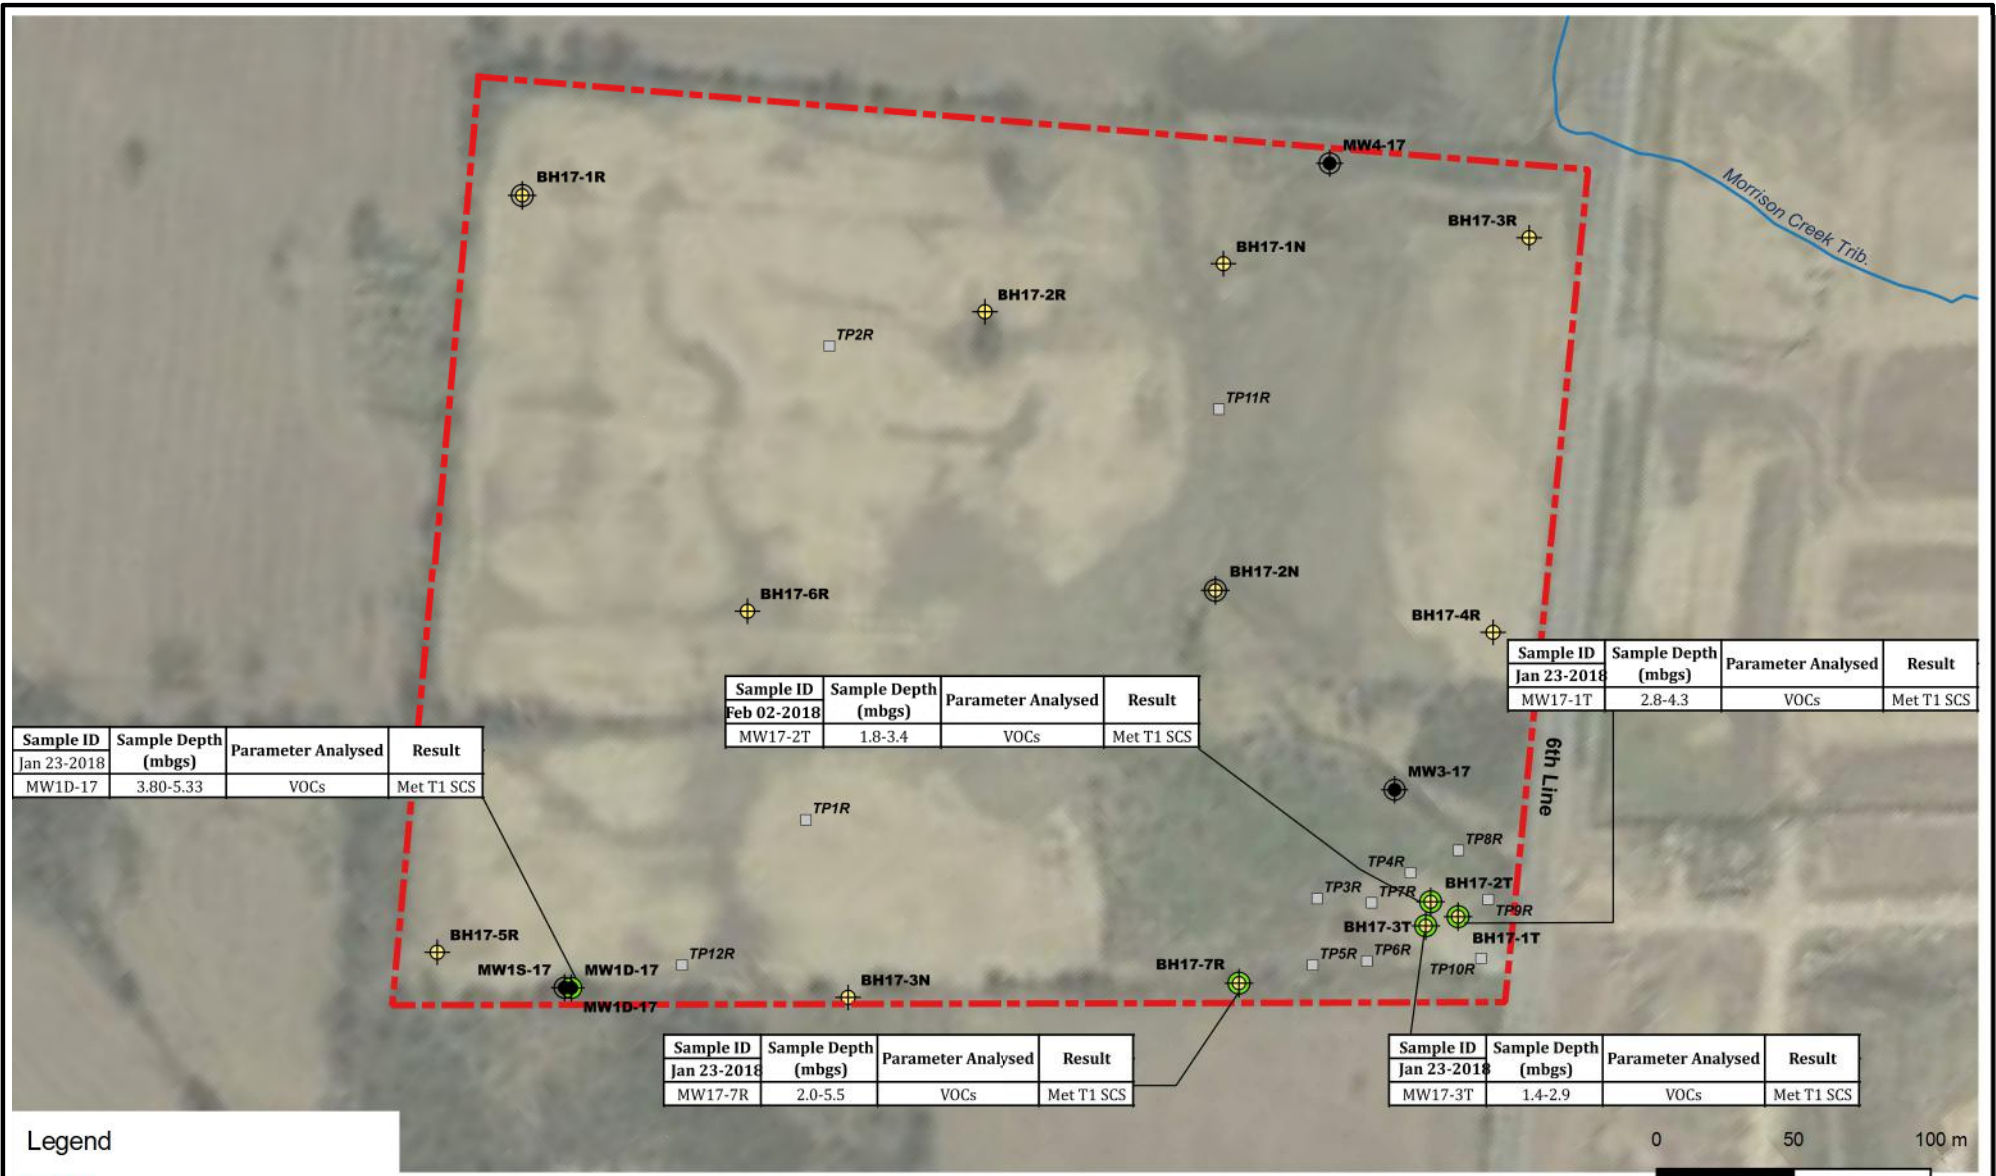 MW4-17
BH17-1R
Morrison Creek Trib.
BH17-3R
BH17-1N
BH17-2R
TP2R
TP11R
BH17-2N
BH17-6R
BH17-4R
Sample ID Sample Depth (mbgs) Parameter Analysed Result
Jan 23-2018
MW17-1T 2.8-4.3 VOCs Met T1 SCS
Sample ID Sample Depth (mbgs) Parameter Analysed Result
Feb 02-2018
MW17-2T 1.8-3.4 VOCs Met T1 SCS
Sample ID Sample Depth (mbgs) Parameter Analysed Result
Jan 23-2018
MW1D-17 3.80-5.33 VOCs Met T1 SCS
6th Line
MW3-17
TP1R
TP8R
TP4R
TP3R
TP7R
BH17-2T
TP9R
BH17-3T
BH17-1T
BH17-5R
TP12R
TP5R
TP6R
TP10R
MW1S-17
MW1D-17
BH17-7R
BH17-3N
MW1D-17
Sample ID Sample Depth (mbgs) Parameter Analysed Result
Jan 23-2018
MW17-7R 2.0-5.5 VOCs Met T1 SCS
Sample ID Sample Depth (mbgs) Parameter Analysed Result
Jan 23-2018
MW17-3T 1.4-2.9 VOCs Met T1 SCS
Legend
0 50 100 m